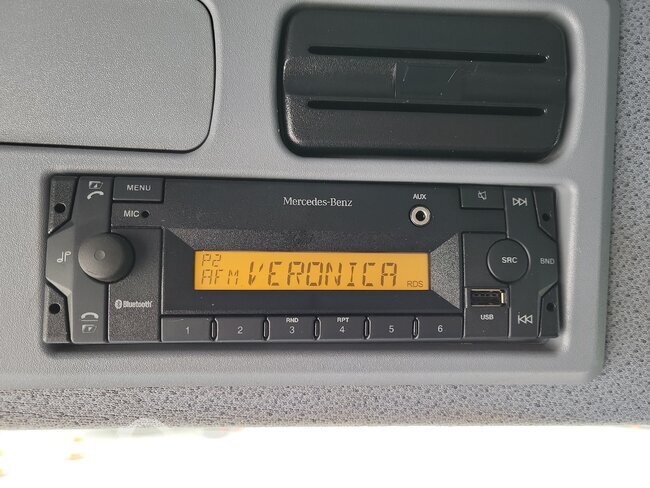 MENU
Mercedes-Benz
AUX
MIC
P2
AFM VERONICA
RDS
SRC
BND
Bluetooth
USB
RND
RPT
1 2 3 4 5 6